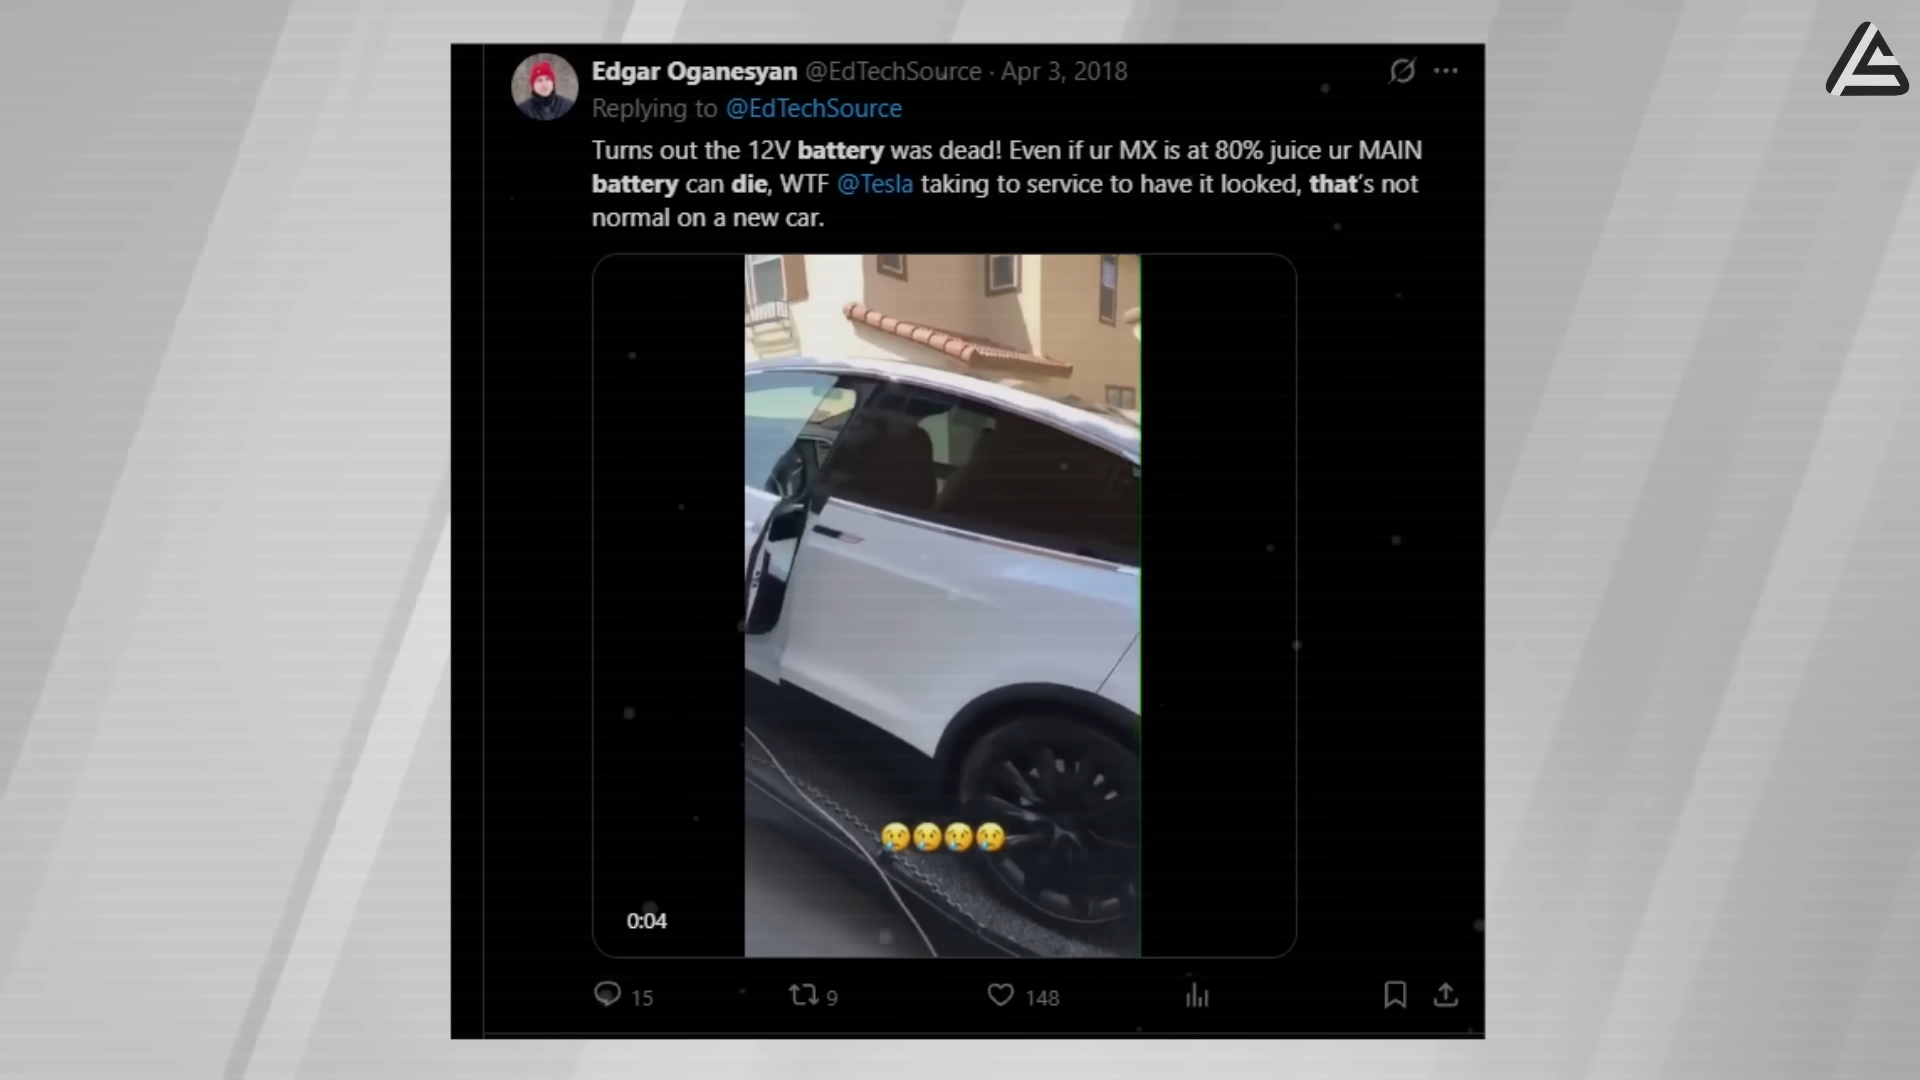 Edgar Oganesyan @EdTechSource · Apr 3, 2018
Replying to @EdTechSource
Turns out the 12V battery was dead! Even if ur MX is at 80% juice ur MAIN
battery can die, WTF @Tesla taking to service to have it looked, that's not
normal on a new car.
😢😢😢😢
0:04
15 9 148